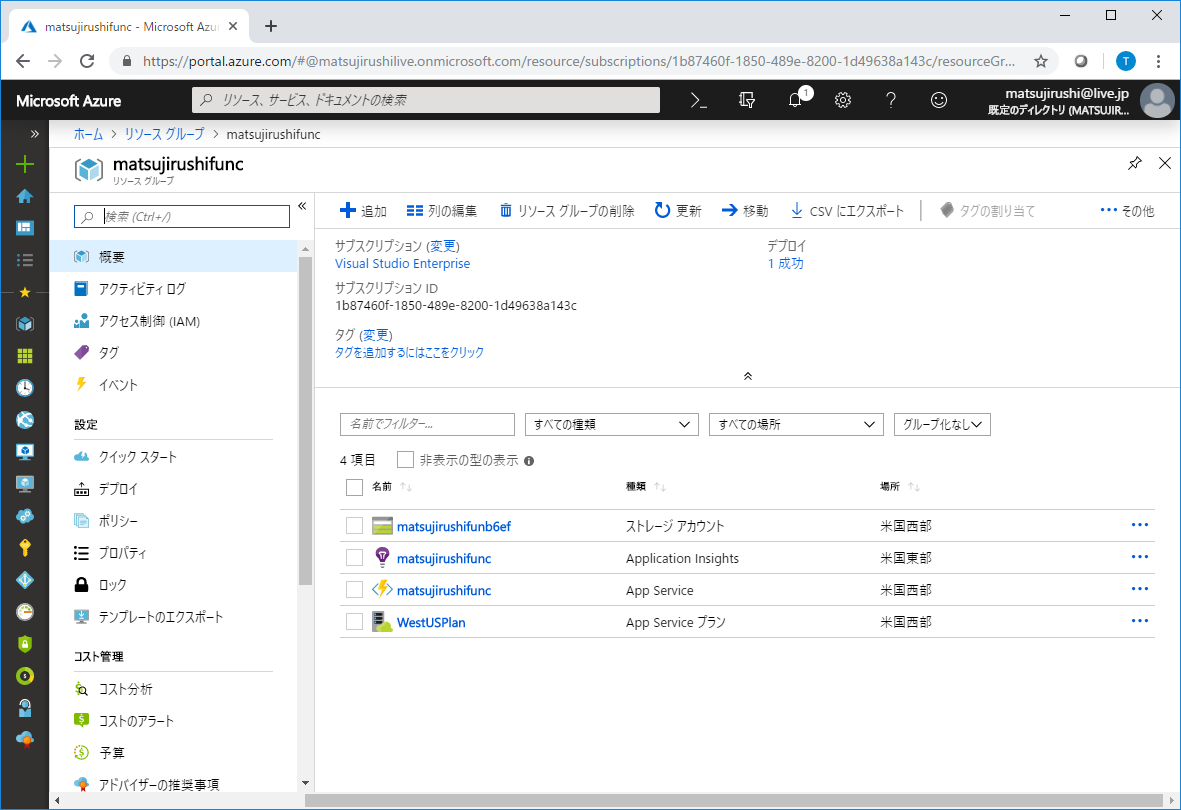 matsujirushifunc - Microsoft Azu
https://portal.azure.com/#@matsujirushilive.onmicrosoft.com/resource/subscriptions/1b87460f-1850-489e-8200-1d49638a143c/resourceGr...
T
Microsoft Azure
リソース、サービス、ドキュメントの検索
1
matsujirushi@live.jp
既定のディレクトリ (MATSUJIR...
ホーム > リソース グループ > matsujirushifunc
matsujirushifunc
リソース グループ
検索 (Ctrl+/)
概要
アクティビティ ログ
アクセス制御 (IAM)
タグ
イベント
設定
クイック スタート
デプロイ
ポリシー
プロパティ
ロック
テンプレートのエクスポート
コスト管理
コスト分析
コストのアラート
予算
アドバイザーの推奨事項
追加 列の編集 リソース グループの削除 更新 移動 CSV にエクスポート タグの割り当て その他
サブスクリプション (変更)
Visual Studio Enterprise
サブスクリプション ID
1b87460f-1850-489e-8200-1d49638a143c
タグ (変更)
タグを追加するにはここをクリック
デプロイ
1 成功
名前でフィルター... すべての種類 すべての場所 グループ化なし
4 項目 非表示の型の表示
名前 種類 場所
matsujirushifunb6ef ストレージ アカウント 米国西部
matsujirushifunc Application Insights 米国東部
matsujirushifunc App Service 米国西部
WestUSPlan App Service プラン 米国西部